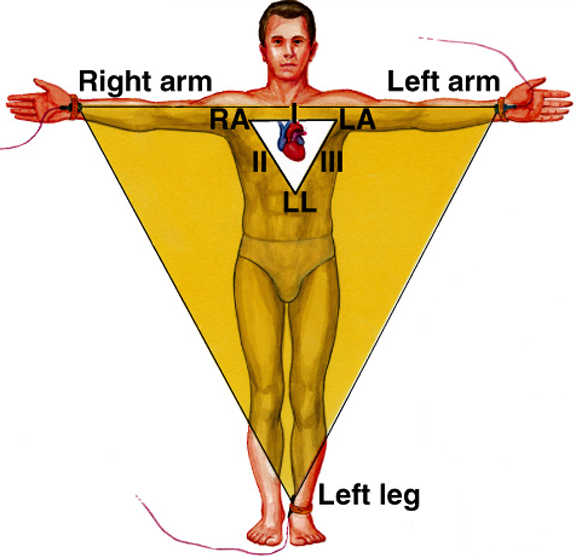 Right arm
Left arm
RA
I
LA
II
III
LL
Left leg